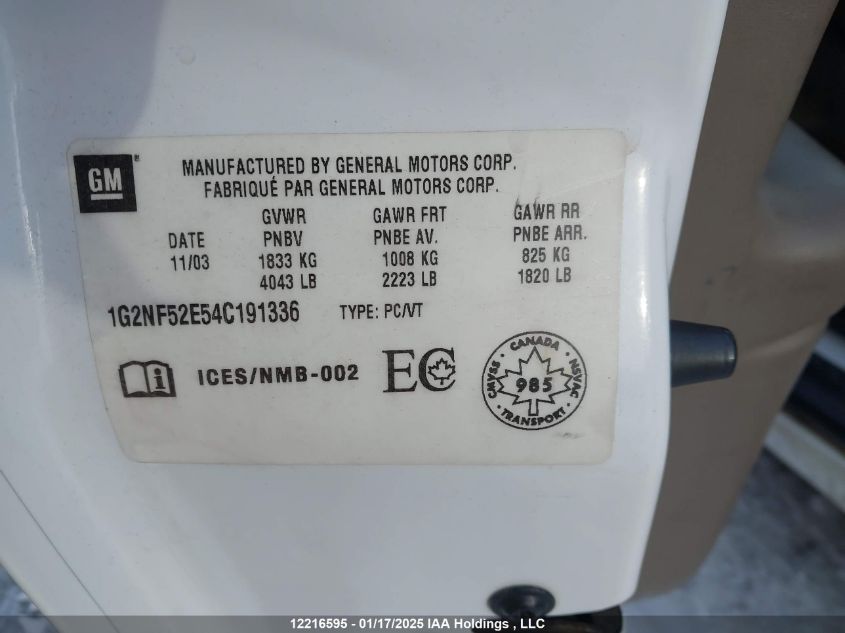 GM
MANUFACTURED BY GENERAL MOTORS CORP.
FABRIQUÉ PAR GENERAL MOTORS CORP.
GVWR GAWR FRT GAWR RR
DATE PNBV PNBE AV. PNBE ARR.
11/03 1833 KG 1008 KG 825 KG
4043 LB 2223 LB 1820 LB
1G2NF52E54C191336 TYPE: PC/VT
i ICES/NMB-002 EC
CANADA
CMVSS 985 NSVAC
TRANSPORT
12216595 - 01/17/2025 IAA Holdings , LLC